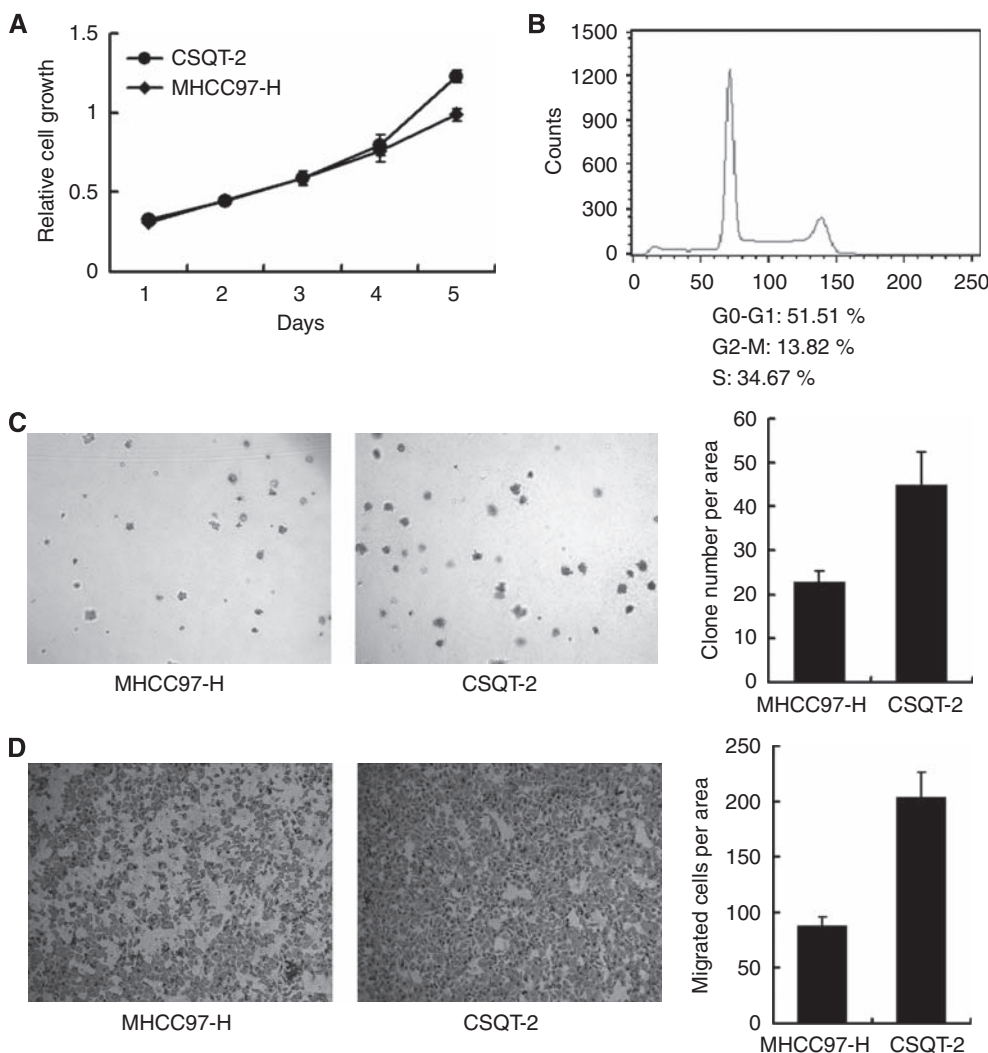 A
1.5
1
0.5
0
Relative cell growth
CSQT-2
MHCC97-H
1 2 3 4 5
Days
B
1500
1200
900
600
300
0
Counts
0 50 100 150 200 250
G0-G1: 51.51 %
G2-M: 13.82 %
S: 34.67 %
C
MHCC97-H
CSQT-2
60
50
40
30
20
10
0
Clone number per area
MHCC97-H CSQT-2
D
MHCC97-H
CSQT-2
250
200
150
100
50
0
Migrated cells per area
MHCC97-H CSQT-2